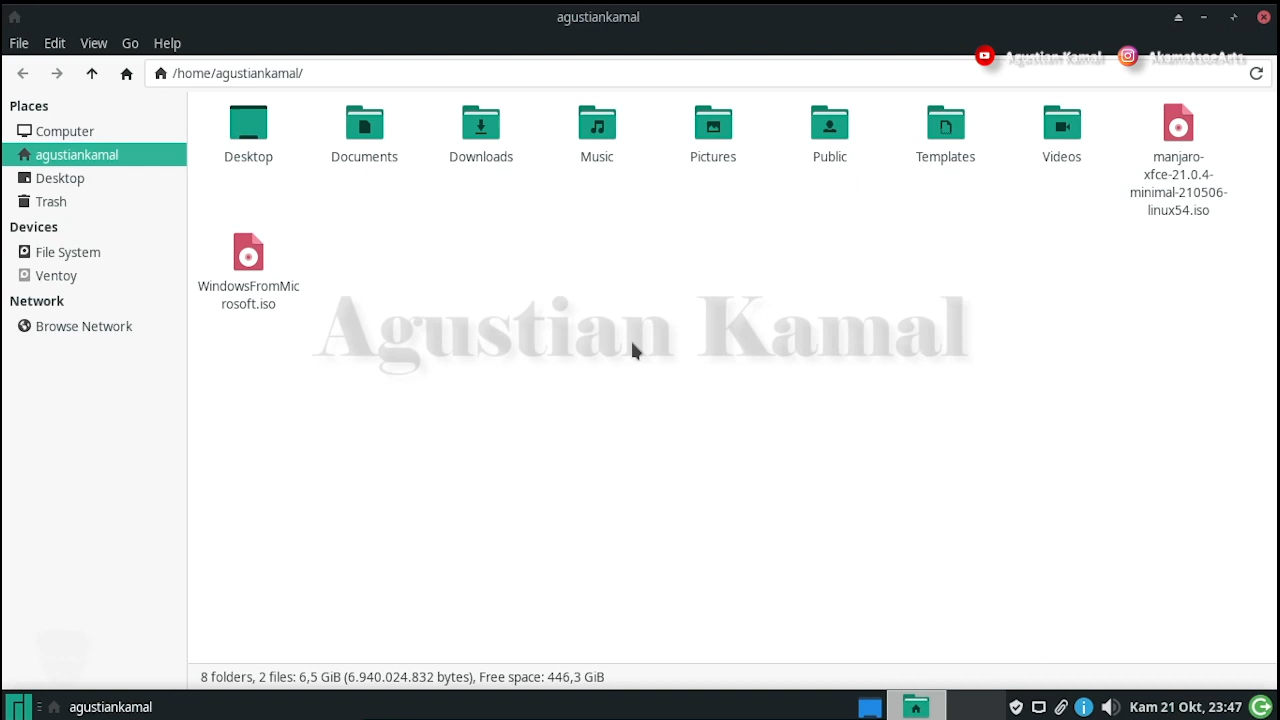 agustiankamal
File Edit View Go Help
Agustian Kamal AkamatsoeArts
/home/agustiankamal/
Places
Computer
agustiankamal
Desktop
Trash
Devices
File System
Ventoy
Network
Browse Network
Desktop Documents Downloads Music Pictures Public Templates Videos
manjaro-
xfce-21.0.4-
minimal-210506-
linux54.iso
WindowsFromMic
rosoft.iso
Agustian Kamal
8 folders, 2 files: 6,5 GiB (6.940.024.832 bytes), Free space: 446,3 GiB
agustiankamal Kam 21 Okt, 23:47